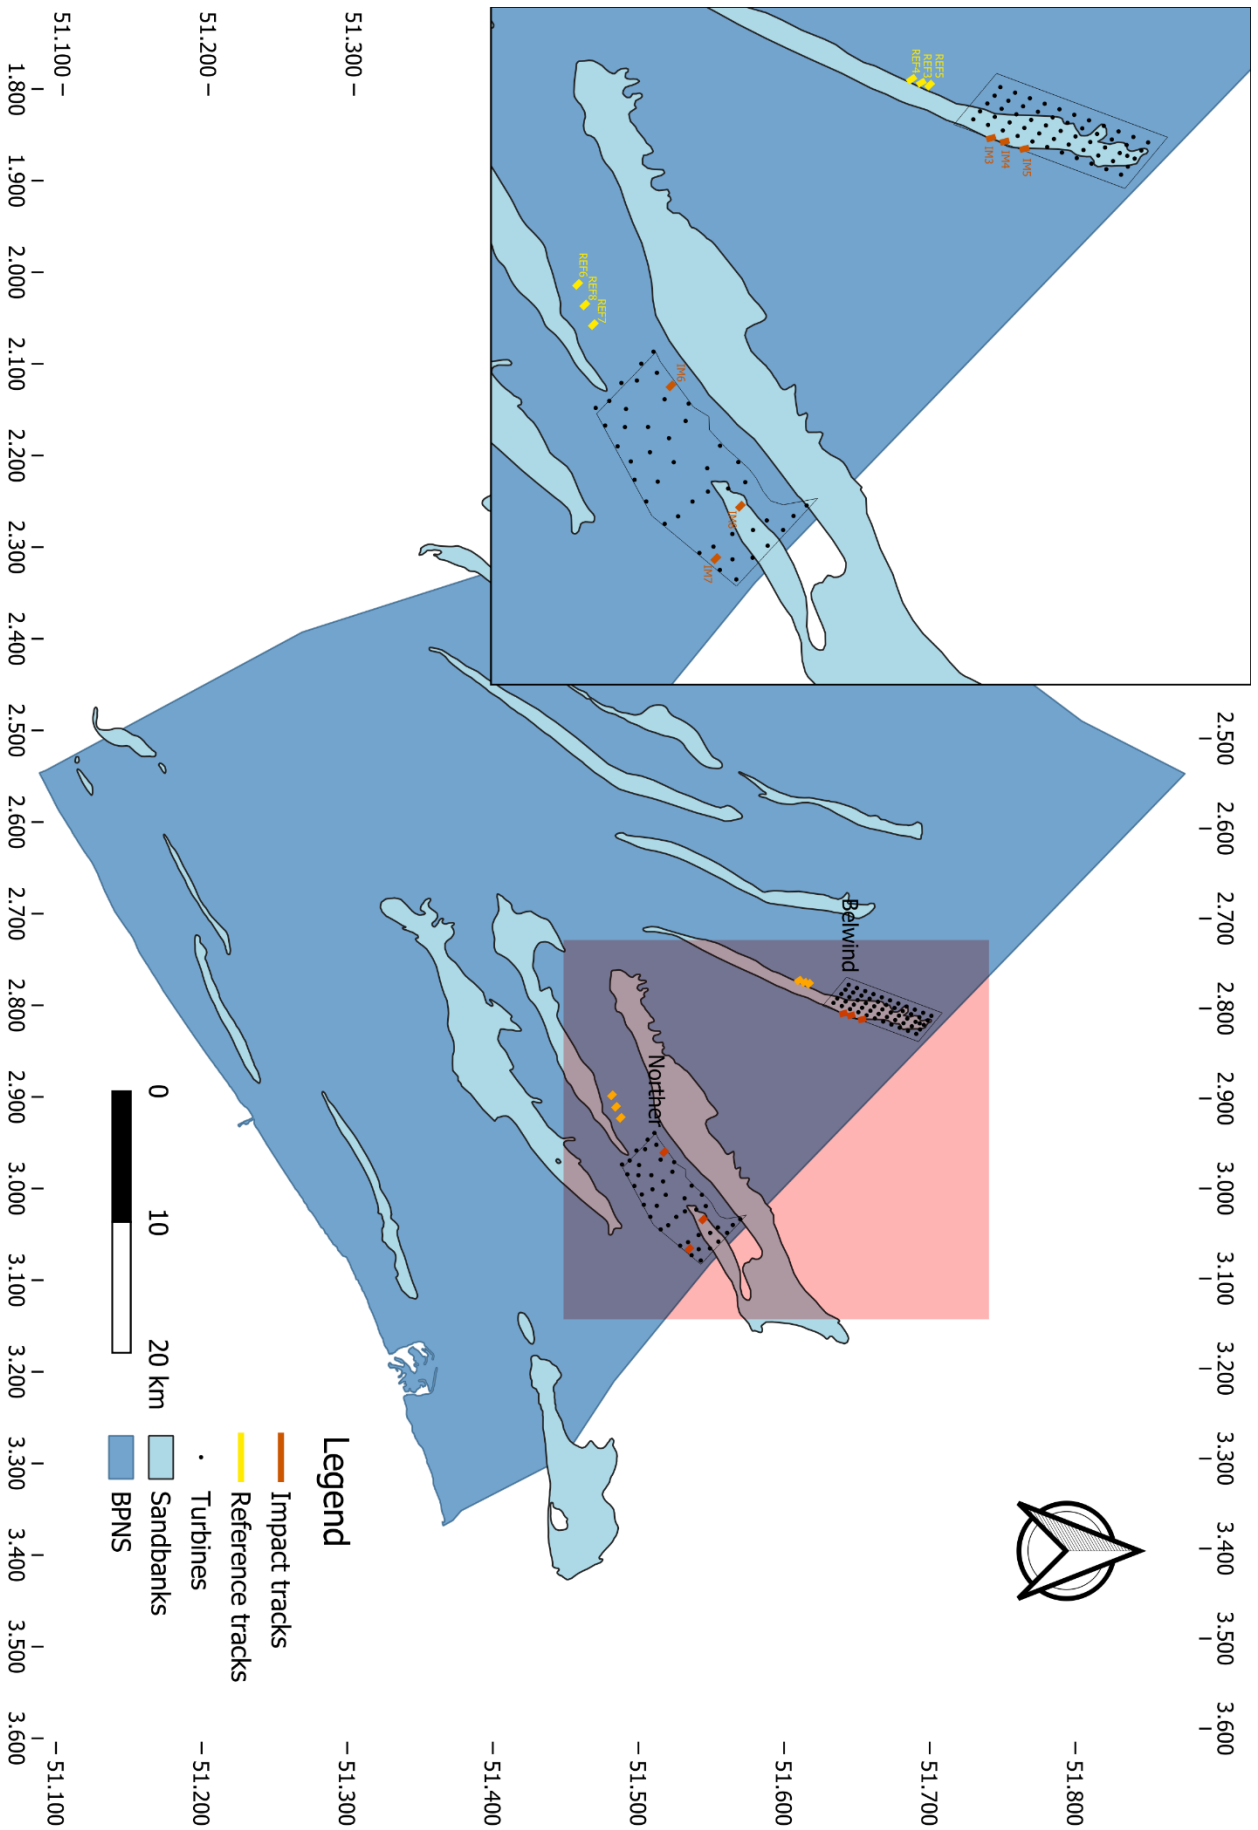 2.500
2.600
2.700
2.800
2.900
3.000
3.100
3.200
3.300
3.400
3.500
3.600
REF5
REF3
REF4
IM5
IM4
IM3
IM6
IM8
IM7
REF7
REF8
REF6
Belwind
Norther
51.300
51.200
51.100
51.800
51.700
51.600
51.500
51.400
51.300
51.200
51.100
Legend
Impact tracks
Reference tracks
Turbines
Sandbanks
BPNS
0 10 20 km
1.800
1.900
2.000
2.100
2.200
2.300
2.400
2.500
2.600
2.700
2.800
2.900
3.000
3.100
3.200
3.300
3.400
3.500
3.600